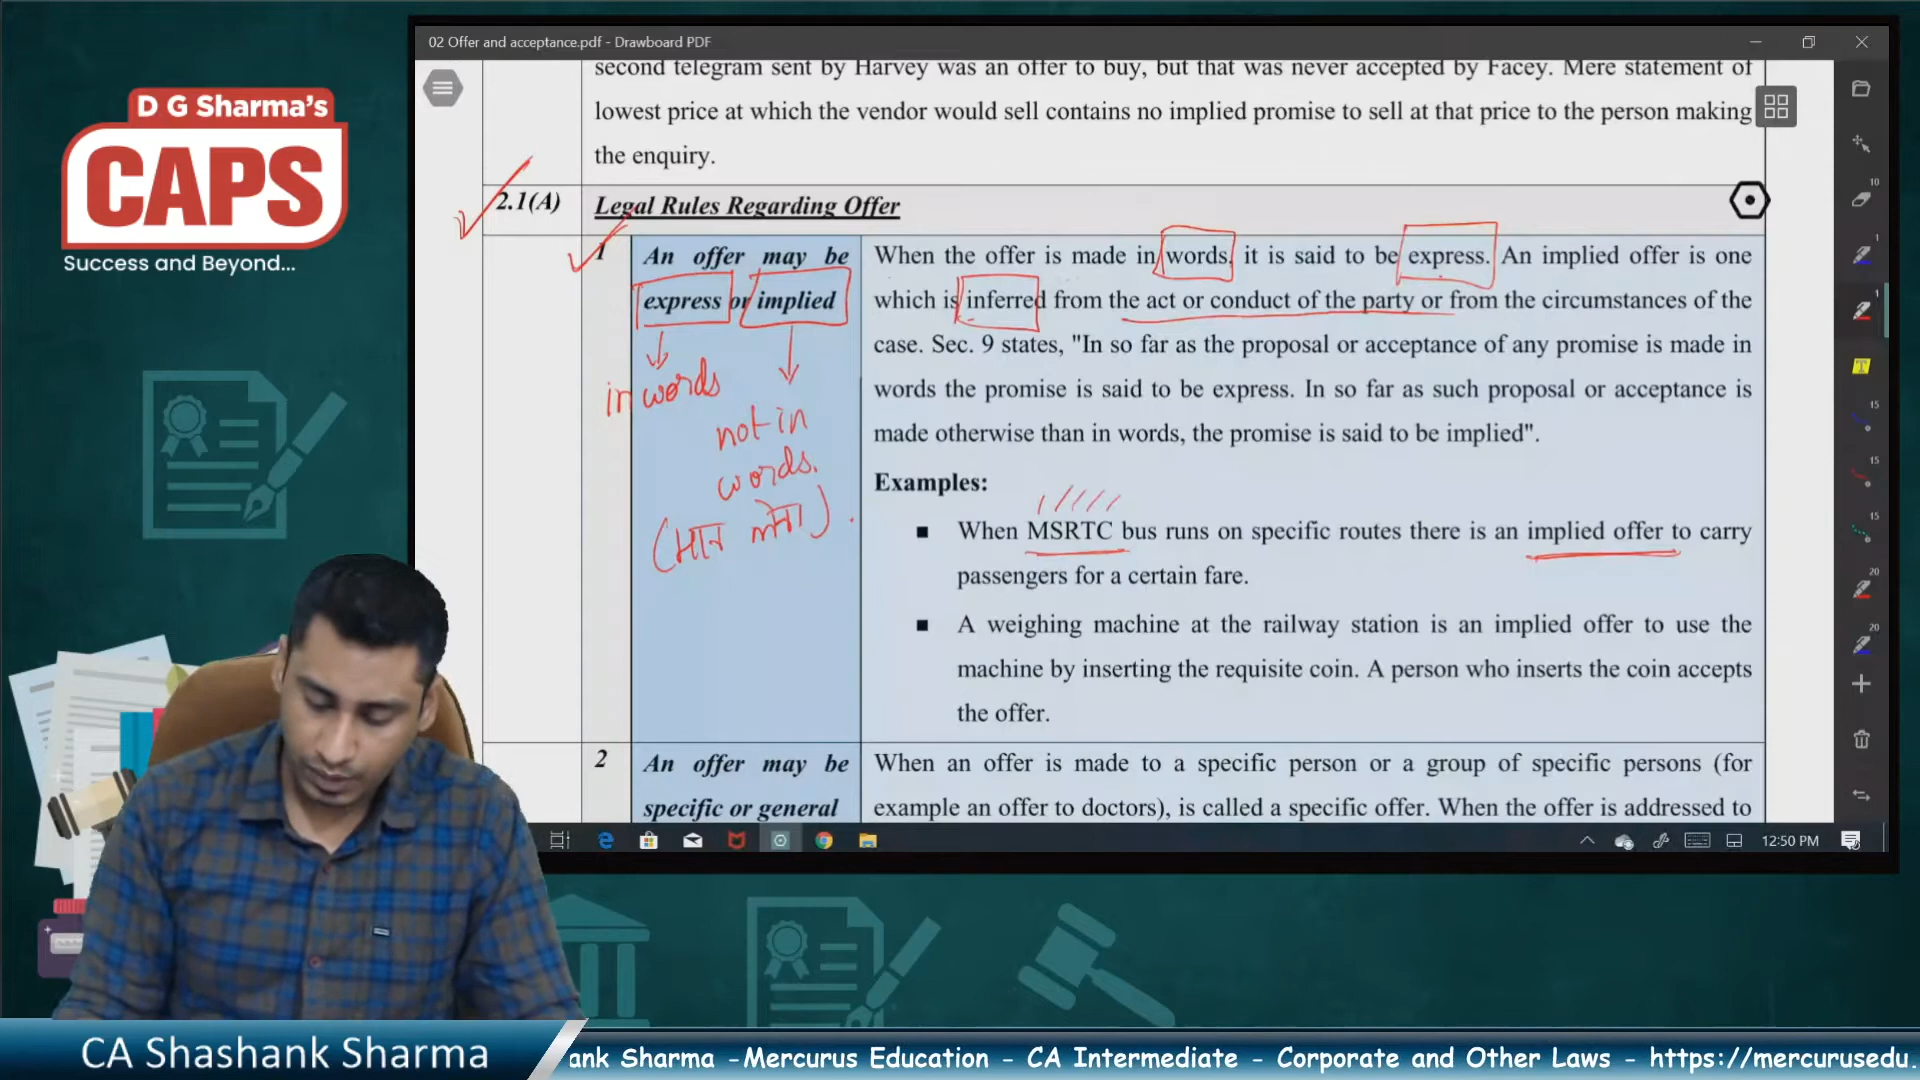 02 Offer and acceptance.pdf - Drawboard PDF
second telegram sent by Harvey was an offer to buy, but that was never accepted by Facey. Mere statement of
lowest price at which the vendor would sell contains no implied promise to sell at that price to the person making
the enquiry.
D G Sharma's
CAPS
Success and Beyond...
2.1(A) Legal Rules Regarding Offer
1 An offer may be
express or implied
in words
not in
words.
(मान लेना).
When the offer is made in words, it is said to be express. An implied offer is one
which is inferred from the act or conduct of the party or from the circumstances of the
case. Sec. 9 states, "In so far as the proposal or acceptance of any promise is made in
words the promise is said to be express. In so far as such proposal or acceptance is
made otherwise than in words, the promise is said to be implied".
Examples:
■ When MSRTC bus runs on specific routes there is an implied offer to carry
passengers for a certain fare.
■ A weighing machine at the railway station is an implied offer to use the
machine by inserting the requisite coin. A person who inserts the coin accepts
the offer.
2 An offer may be
specific or general
When an offer is made to a specific person or a group of specific persons (for
example an offer to doctors), is called a specific offer. When the offer is addressed to
10
1
1
15
15
15
20
20
12:50 PM
CA Shashank Sharma
ank Sharma -Mercurus Education - CA Intermediate - Corporate and Other Laws - https://mercurusedu.